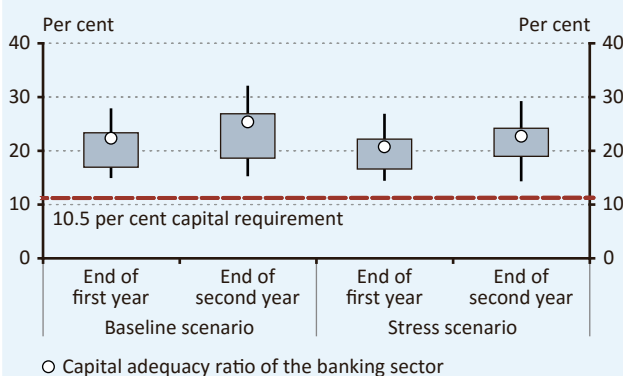 Per cent Per cent
40 40
30 30
20 20
10 10
10.5 per cent capital requirement
0 0
End of End of End of End of
first year second year first year second year
Baseline scenario Stress scenario
Capital adequacy ratio of the banking sector